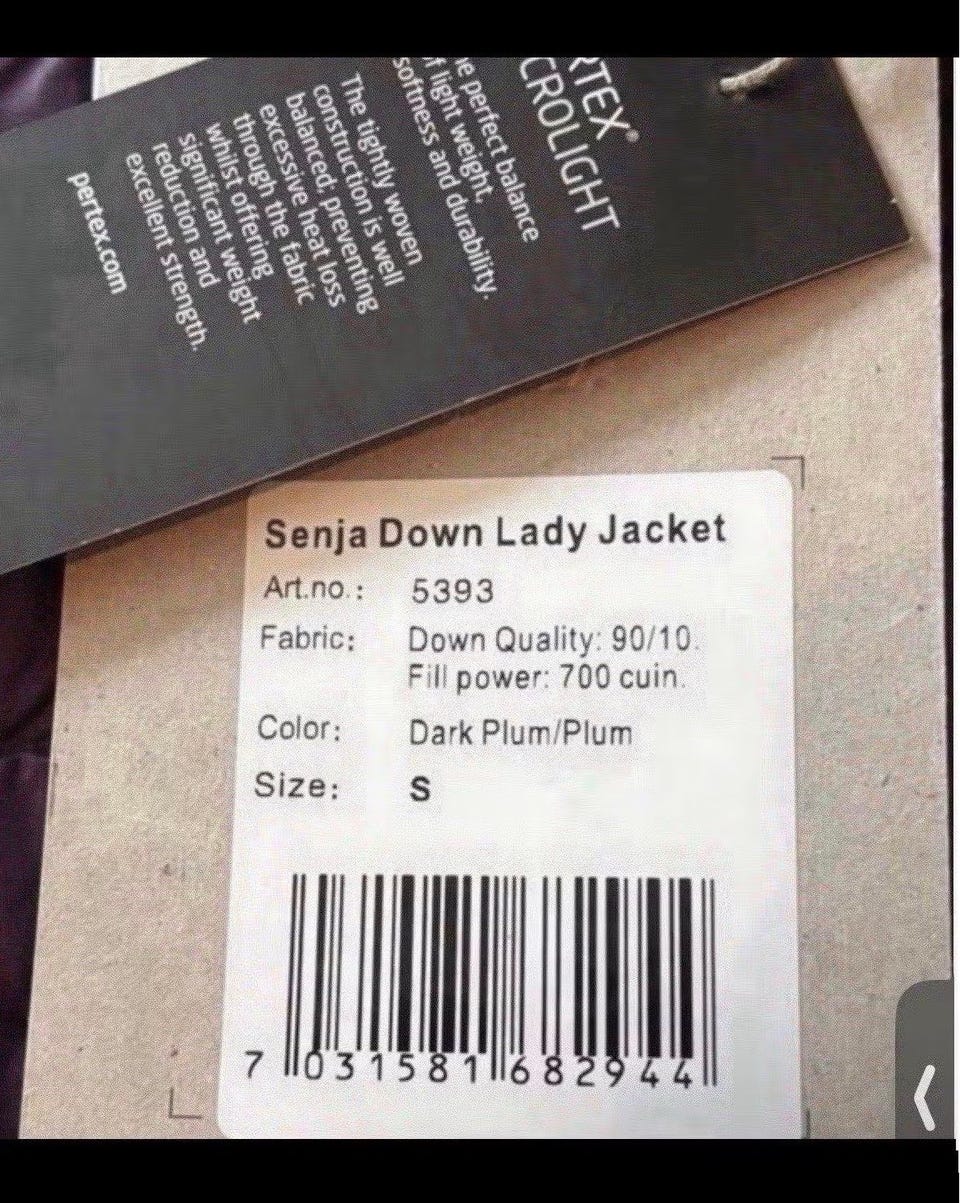 RTEX®
CROLIGHT
e perfect balance
f light weight,
softness and durability.
The tightly woven
construction is well
balanced; preventing
excessive heat loss
through the fabric
whilst offering
significant weight
reduction and
excellent strength.
pertex.com
Senja Down Lady Jacket
Art.no.: 5393
Fabric: Down Quality: 90/10.
Fill power: 700 cuin.
Color: Dark Plum/Plum
Size: S
7 031581 682944